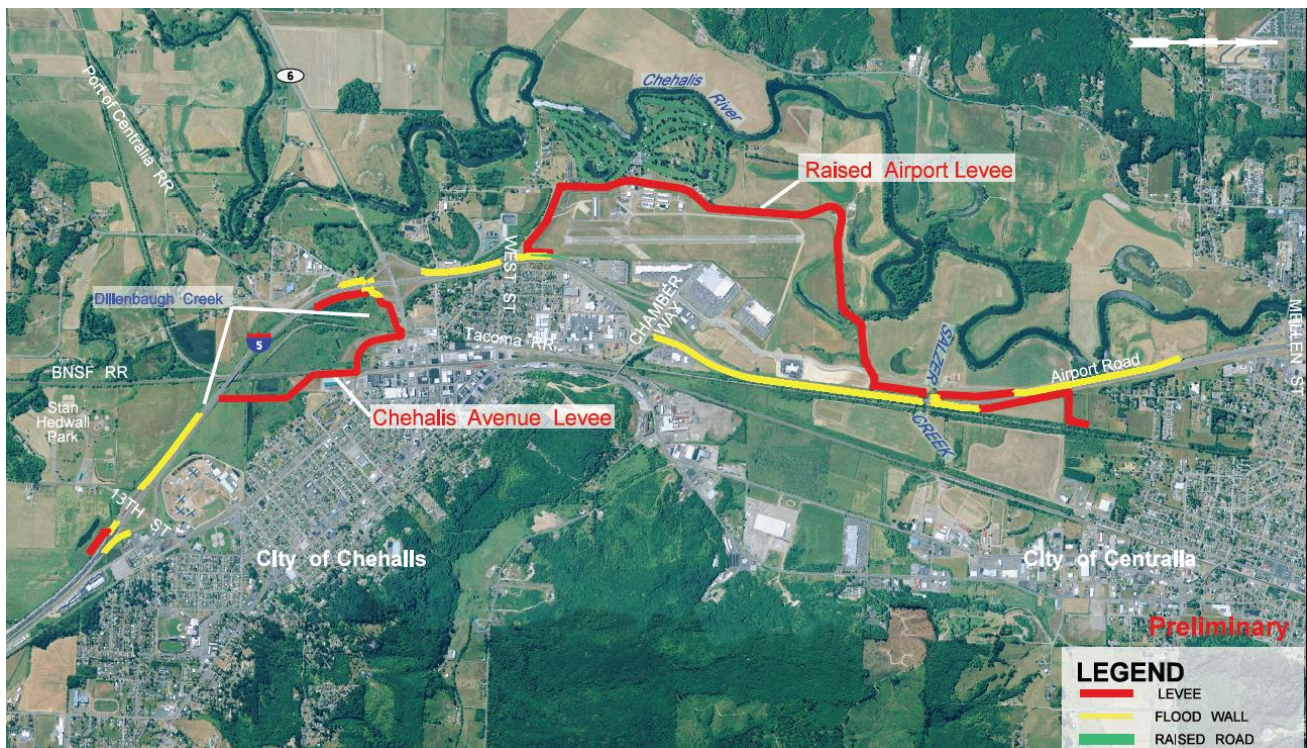 6
Port of Centralia RR
Chehalis
River
Raised Airport Levee
WEST ST
Dillenbaugh Creek
5
CHAMBER
WAY
Tacoma RR
SALZER
CREEK
Airport Road
MELLEN ST
BNSF RR
Stan
Hedwall
Park
Chehalis Avenue Levee
13TH ST
City of Chehalis
City of Centralia
Preliminary
LEGEND
LEVEE
FLOOD WALL
RAISED ROAD